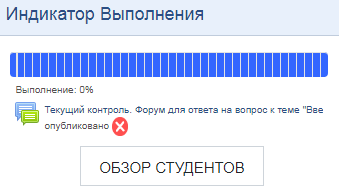 Индикатор Выполнения
Выполнение: 0%
Текущий контроль. Форум для ответа на вопрос к теме "Вве
опубликовано
ОБЗОР СТУДЕНТОВ